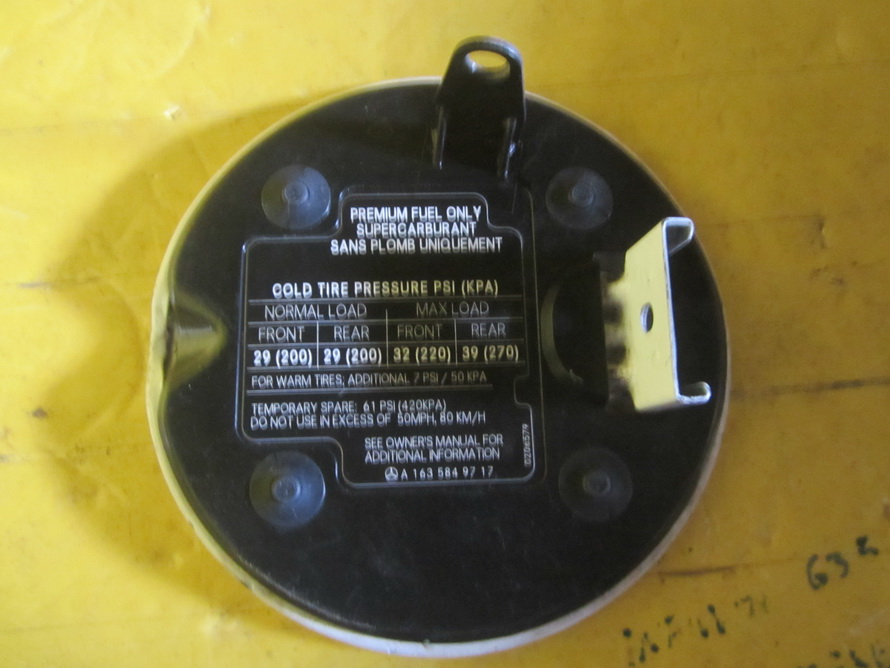 PREMIUM FUEL ONLY
SUPERCARBURANT
SANS PLOMB UNIQUEMENT
COLD TIRE PRESSURE PSI (KPA)
NORMAL LOAD MAX LOAD
FRONT REAR FRONT REAR
29 (200) 29 (200) 32 (220) 39 (270)
FOR WARM TIRES; ADDITIONAL 7 PSI / 50 KPA
TEMPORARY SPARE: 61 PSI (420KPA)
DO NOT USE IN EXCESS OF 50MPH, 80 KM/H
SEE OWNER'S MANUAL FOR
ADDITIONAL INFORMATION
A 163 584 97 17
0206579